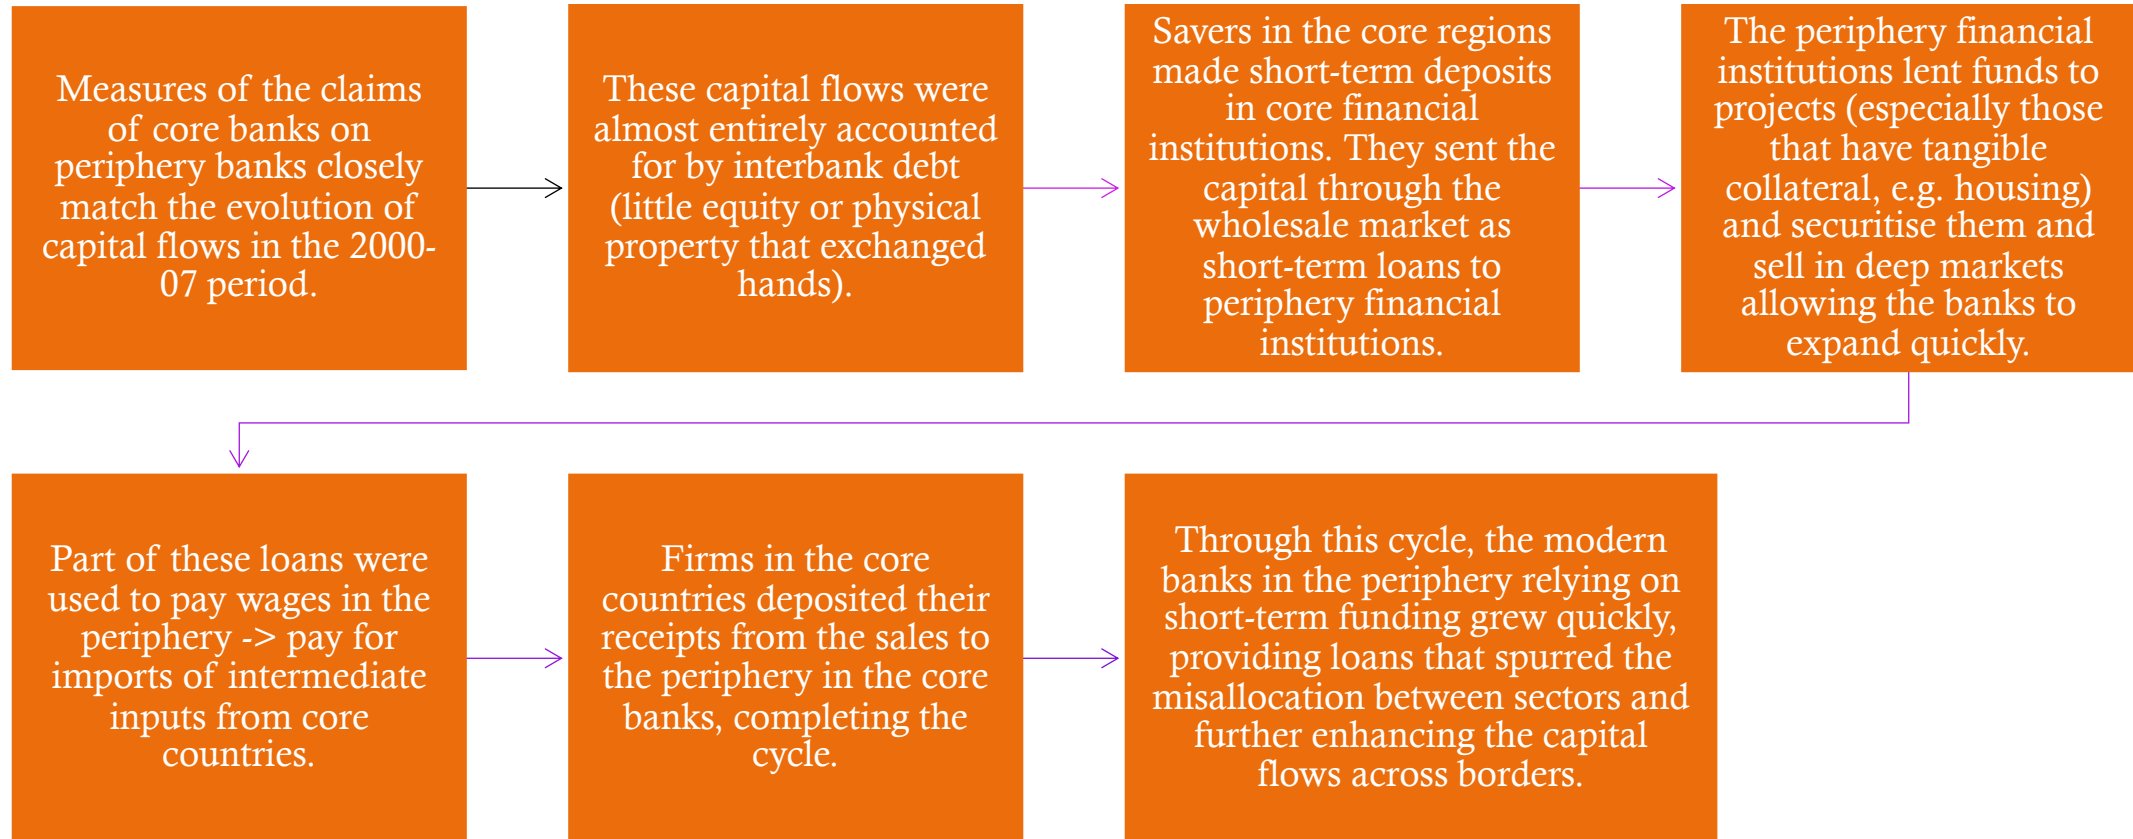 Measures of the claims
of core banks on
periphery banks closely
match the evolution of
capital flows in the 2000-
07 period.
These capital flows were
almost entirely accounted
for by interbank debt
(little equity or physical
property that exchanged
hands).
Savers in the core regions
made short-term deposits
in core financial
institutions. They sent the
capital through the
wholesale market as
short-term loans to
periphery financial
institutions.
The periphery financial
institutions lent funds to
projects (especially those
that have tangible
collateral, e.g. housing)
and securitise them and
sell in deep markets
allowing the banks to
expand quickly.
Part of these loans were
used to pay wages in the
periphery -> pay for
imports of intermediate
inputs from core
countries.
Firms in the core
countries deposited their
receipts from the sales to
the periphery in the core
banks, completing the
cycle.
Through this cycle, the modern
banks in the periphery relying on
short-term funding grew quickly,
providing loans that spurred the
misallocation between sectors and
further enhancing the capital
flows across borders.